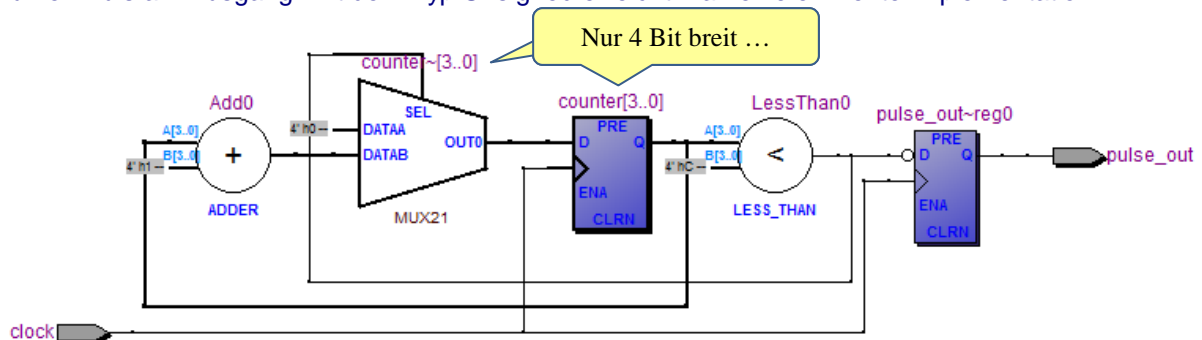 Nur 4 Bit breit …
counter~[3..0]
Add0
SEL
counter[3..0]
LessThan0
pulse_out~reg0
A[3..0]
B[3..0]
4' h1 --
+
ADDER
4' h0 --
DATAA
DATAB
OUT0
MUX21
PRE
D
Q
ENA
CLRN
A[3..0]
B[3..0]
4' hC --
<
LESS_THAN
PRE
D
Q
ENA
CLRN
pulse_out
clock